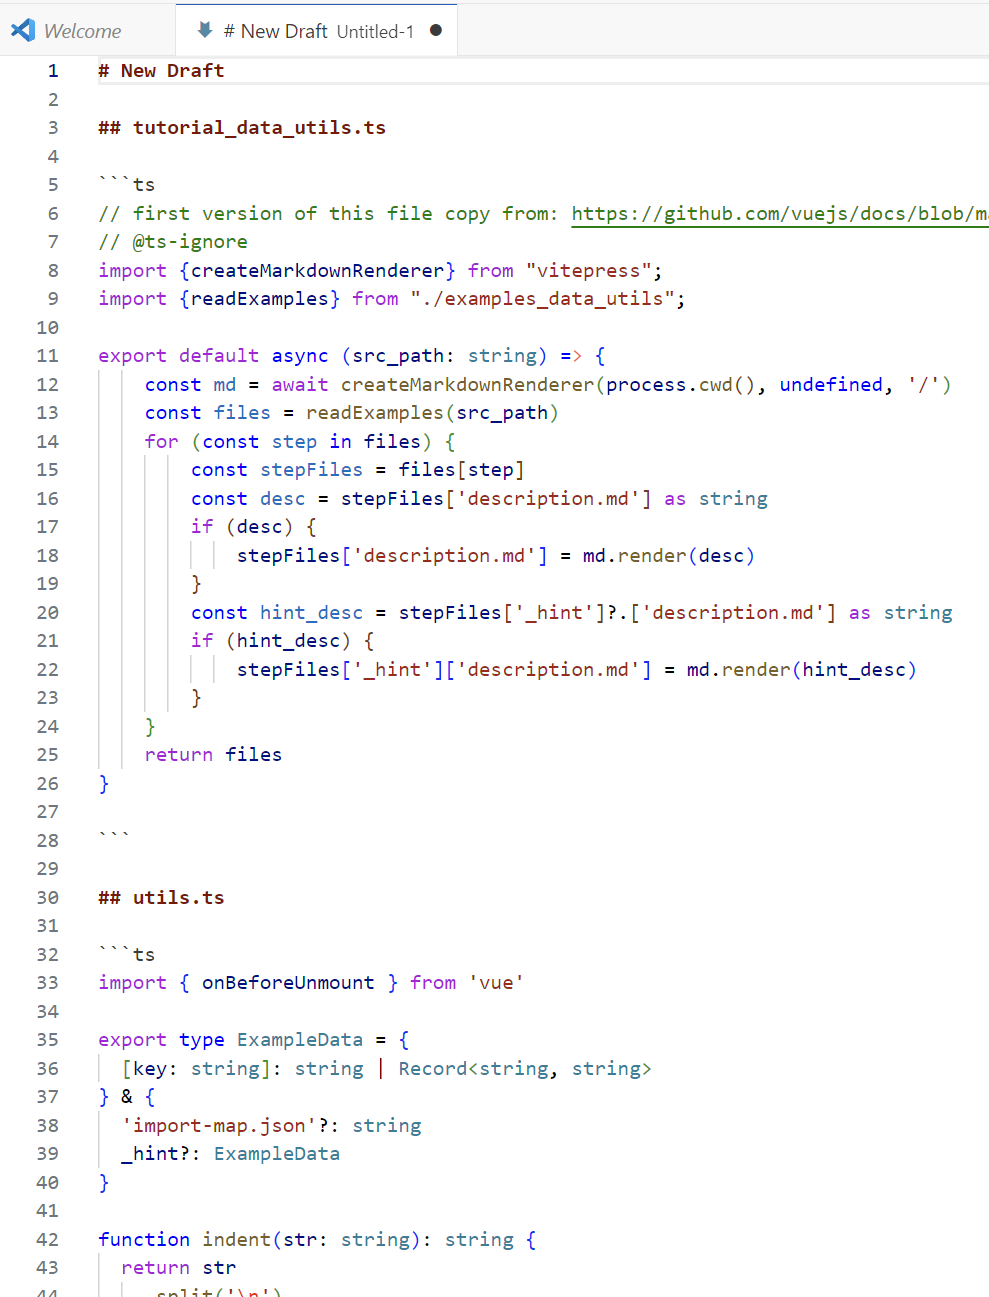 Welcome
# New Draft Untitled-1
1 # New Draft
2
3 ## tutorial_data_utils.ts
4
5 ```ts
6 // first version of this file copy from: https://github.com/vuejs/docs/blob/m
7 // @ts-ignore
8 import {createMarkdownRenderer} from "vitepress";
9 import {readExamples} from "./examples_data_utils";
10
11 export default async (src_path: string) => {
12     const md = await createMarkdownRenderer(process.cwd(), undefined, '/')
13     const files = readExamples(src_path)
14     for (const step in files) {
15         const stepFiles = files[step]
16         const desc = stepFiles['description.md'] as string
17         if (desc) {
18             stepFiles['description.md'] = md.render(desc)
19         }
20         const hint_desc = stepFiles['_hint']?.['description.md'] as string
21         if (hint_desc) {
22             stepFiles['_hint']['description.md'] = md.render(hint_desc)
23         }
24     }
25     return files
26 }
27
28 ```
29
30 ## utils.ts
31
32 ```ts
33 import { onBeforeUnmount } from 'vue'
34
35 export type ExampleData = {
36   [key: string]: string | Record<string, string>
37 } & {
38   'import-map.json'?: string
39   _hint?: ExampleData
40 }
41
42 function indent(str: string): string {
43   return str
44     .split('\n')